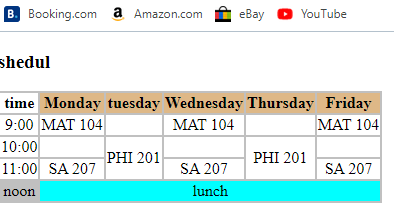 B. Booking.com a Amazon.com eBay YouTube
shedul
time Monday tuesday Wednesday Thursday Friday
9:00 MAT 104 MAT 104 MAT 104
10:00
PHI 201 PHI 201
11:00 SA 207 SA 207 SA 207
noon lunch